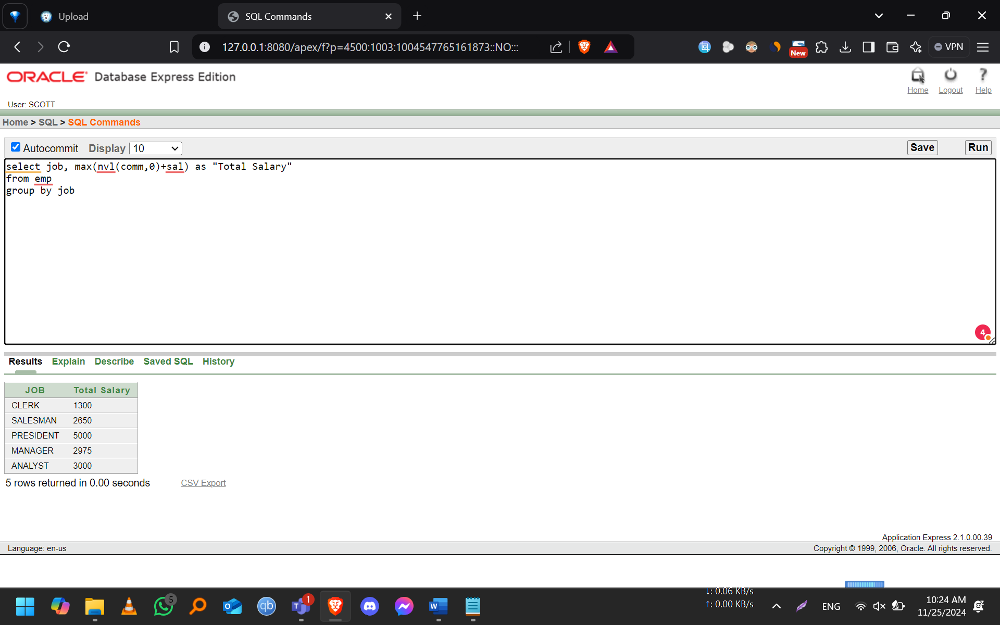 Upload
SQL Commands
127.0.0.1:8080/apex/f?p=4500:1003:1004547765161873::NO:::
New
VPN
ORACLE Database Express Edition
Home
Logout
Help
User: SCOTT
Home > SQL > SQL Commands
Autocommit Display 10
Save
Run
select job, max(nvl(comm,0)+sal) as "Total Salary"
from emp
group by job
4
Results Explain Describe Saved SQL History
JOB Total Salary
CLERK 1300
SALESMAN 2650
PRESIDENT 5000
MANAGER 2975
ANALYST 3000
5 rows returned in 0.00 seconds CSV Export
Application Express 2.1.0.00.39
Language: en-us
Copyright © 1999, 2006, Oracle. All rights reserved.
5
qb
T
1
W
↓: 0.06 KB/s
↑: 0.00 KB/s
ENG
10:24 AM
11/25/2024